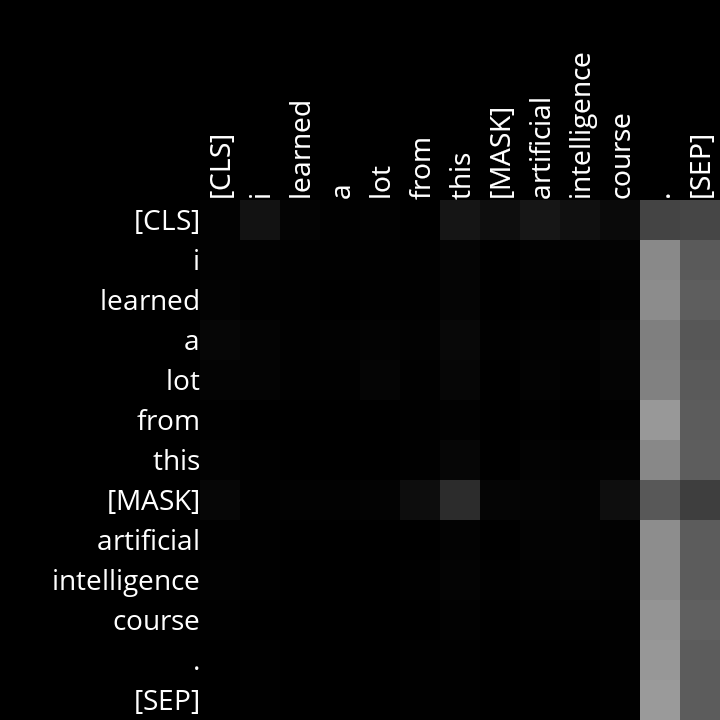 [CLS]
i
learned
a
lot
from
this
[MASK]
artificial
intelligence
course
.
[SEP]
[CLS]
i
learned
a
lot
from
this
[MASK]
artificial
intelligence
course
.
[SEP]